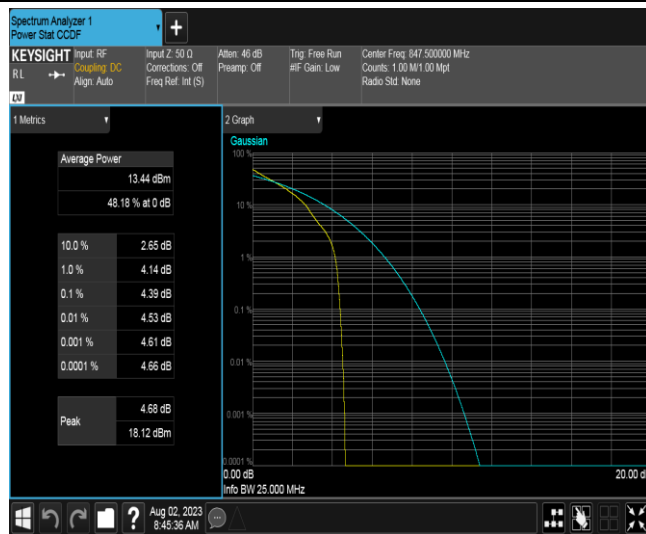 Spectrum Analyzer 1
Power Stat CCDF
KEYSIGHT
Input: RF
Coupling: DC
Align: Auto
Input Z: 50 Ω
Corrections: Off
Freq Ref: Int (S)
Atten: 46 dB
Preamp: Off
Trig: Free Run
#IF Gain: Low
Center Freq: 847.500000 MHz
Counts: 1.00 M/1.00 Mpt
Radio Std: None
RL
LXI
1 Metrics
Average Power
13.44 dBm
48.18 % at 0 dB
10.0 % 2.65 dB
1.0 % 4.14 dB
0.1 % 4.39 dB
0.01 % 4.53 dB
0.001 % 4.61 dB
0.0001 % 4.66 dB
Peak
4.68 dB
18.12 dBm
2 Graph
Gaussian
100 %
10 %
1 %
0.1 %
0.01 %
0.001 %
0.0001 %
0.00 dB
20.00 d
Info BW 25.000 MHz
?
Aug 02, 2023
8:45:36 AM